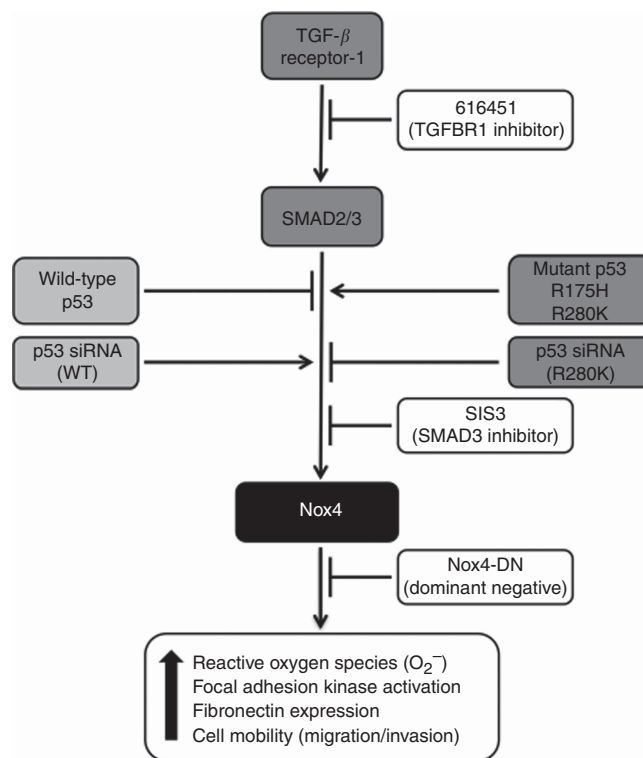 TGF-β
receptor-1
616451
(TGFBR1 inhibitor)
SMAD2/3
Wild-type
p53
Mutant p53
R175H
R280K
p53 siRNA
(WT)
p53 siRNA
(R280K)
SIS3
(SMAD3 inhibitor)
Nox4
Nox4-DN
(dominant negative)
Reactive oxygen species (O₂⁻)
Focal adhesion kinase activation
Fibronectin expression
Cell mobility (migration/invasion)